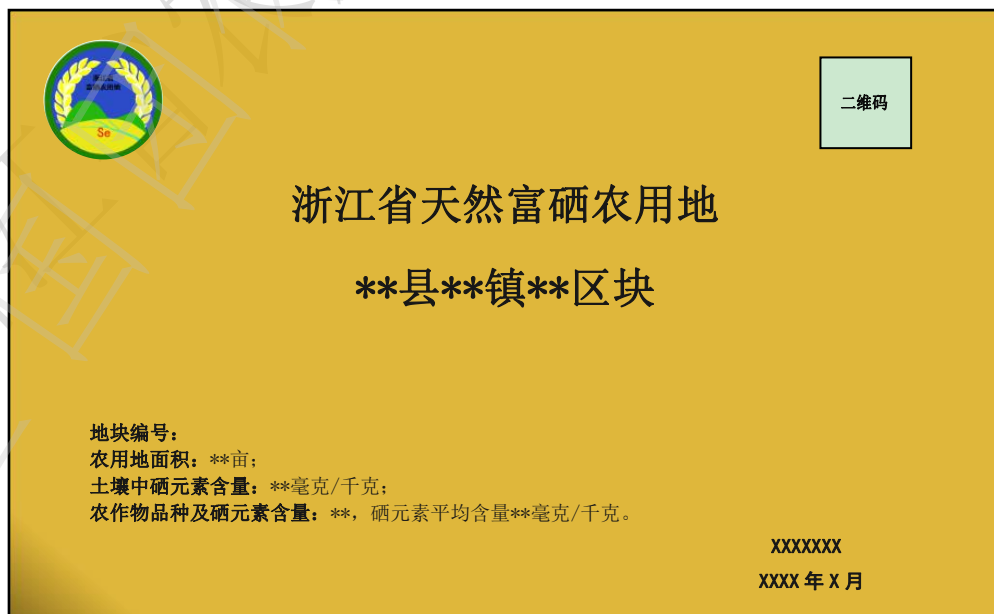 Se
二维码
浙江省天然富硒农用地
**县**镇**区块
地块编号：
农用地面积：**亩；
土壤中硒元素含量：**毫克/千克；
农作物品种及硒元素含量：**，硒元素平均含量**毫克/千克。
XXXXXXX
XXXX 年 X 月